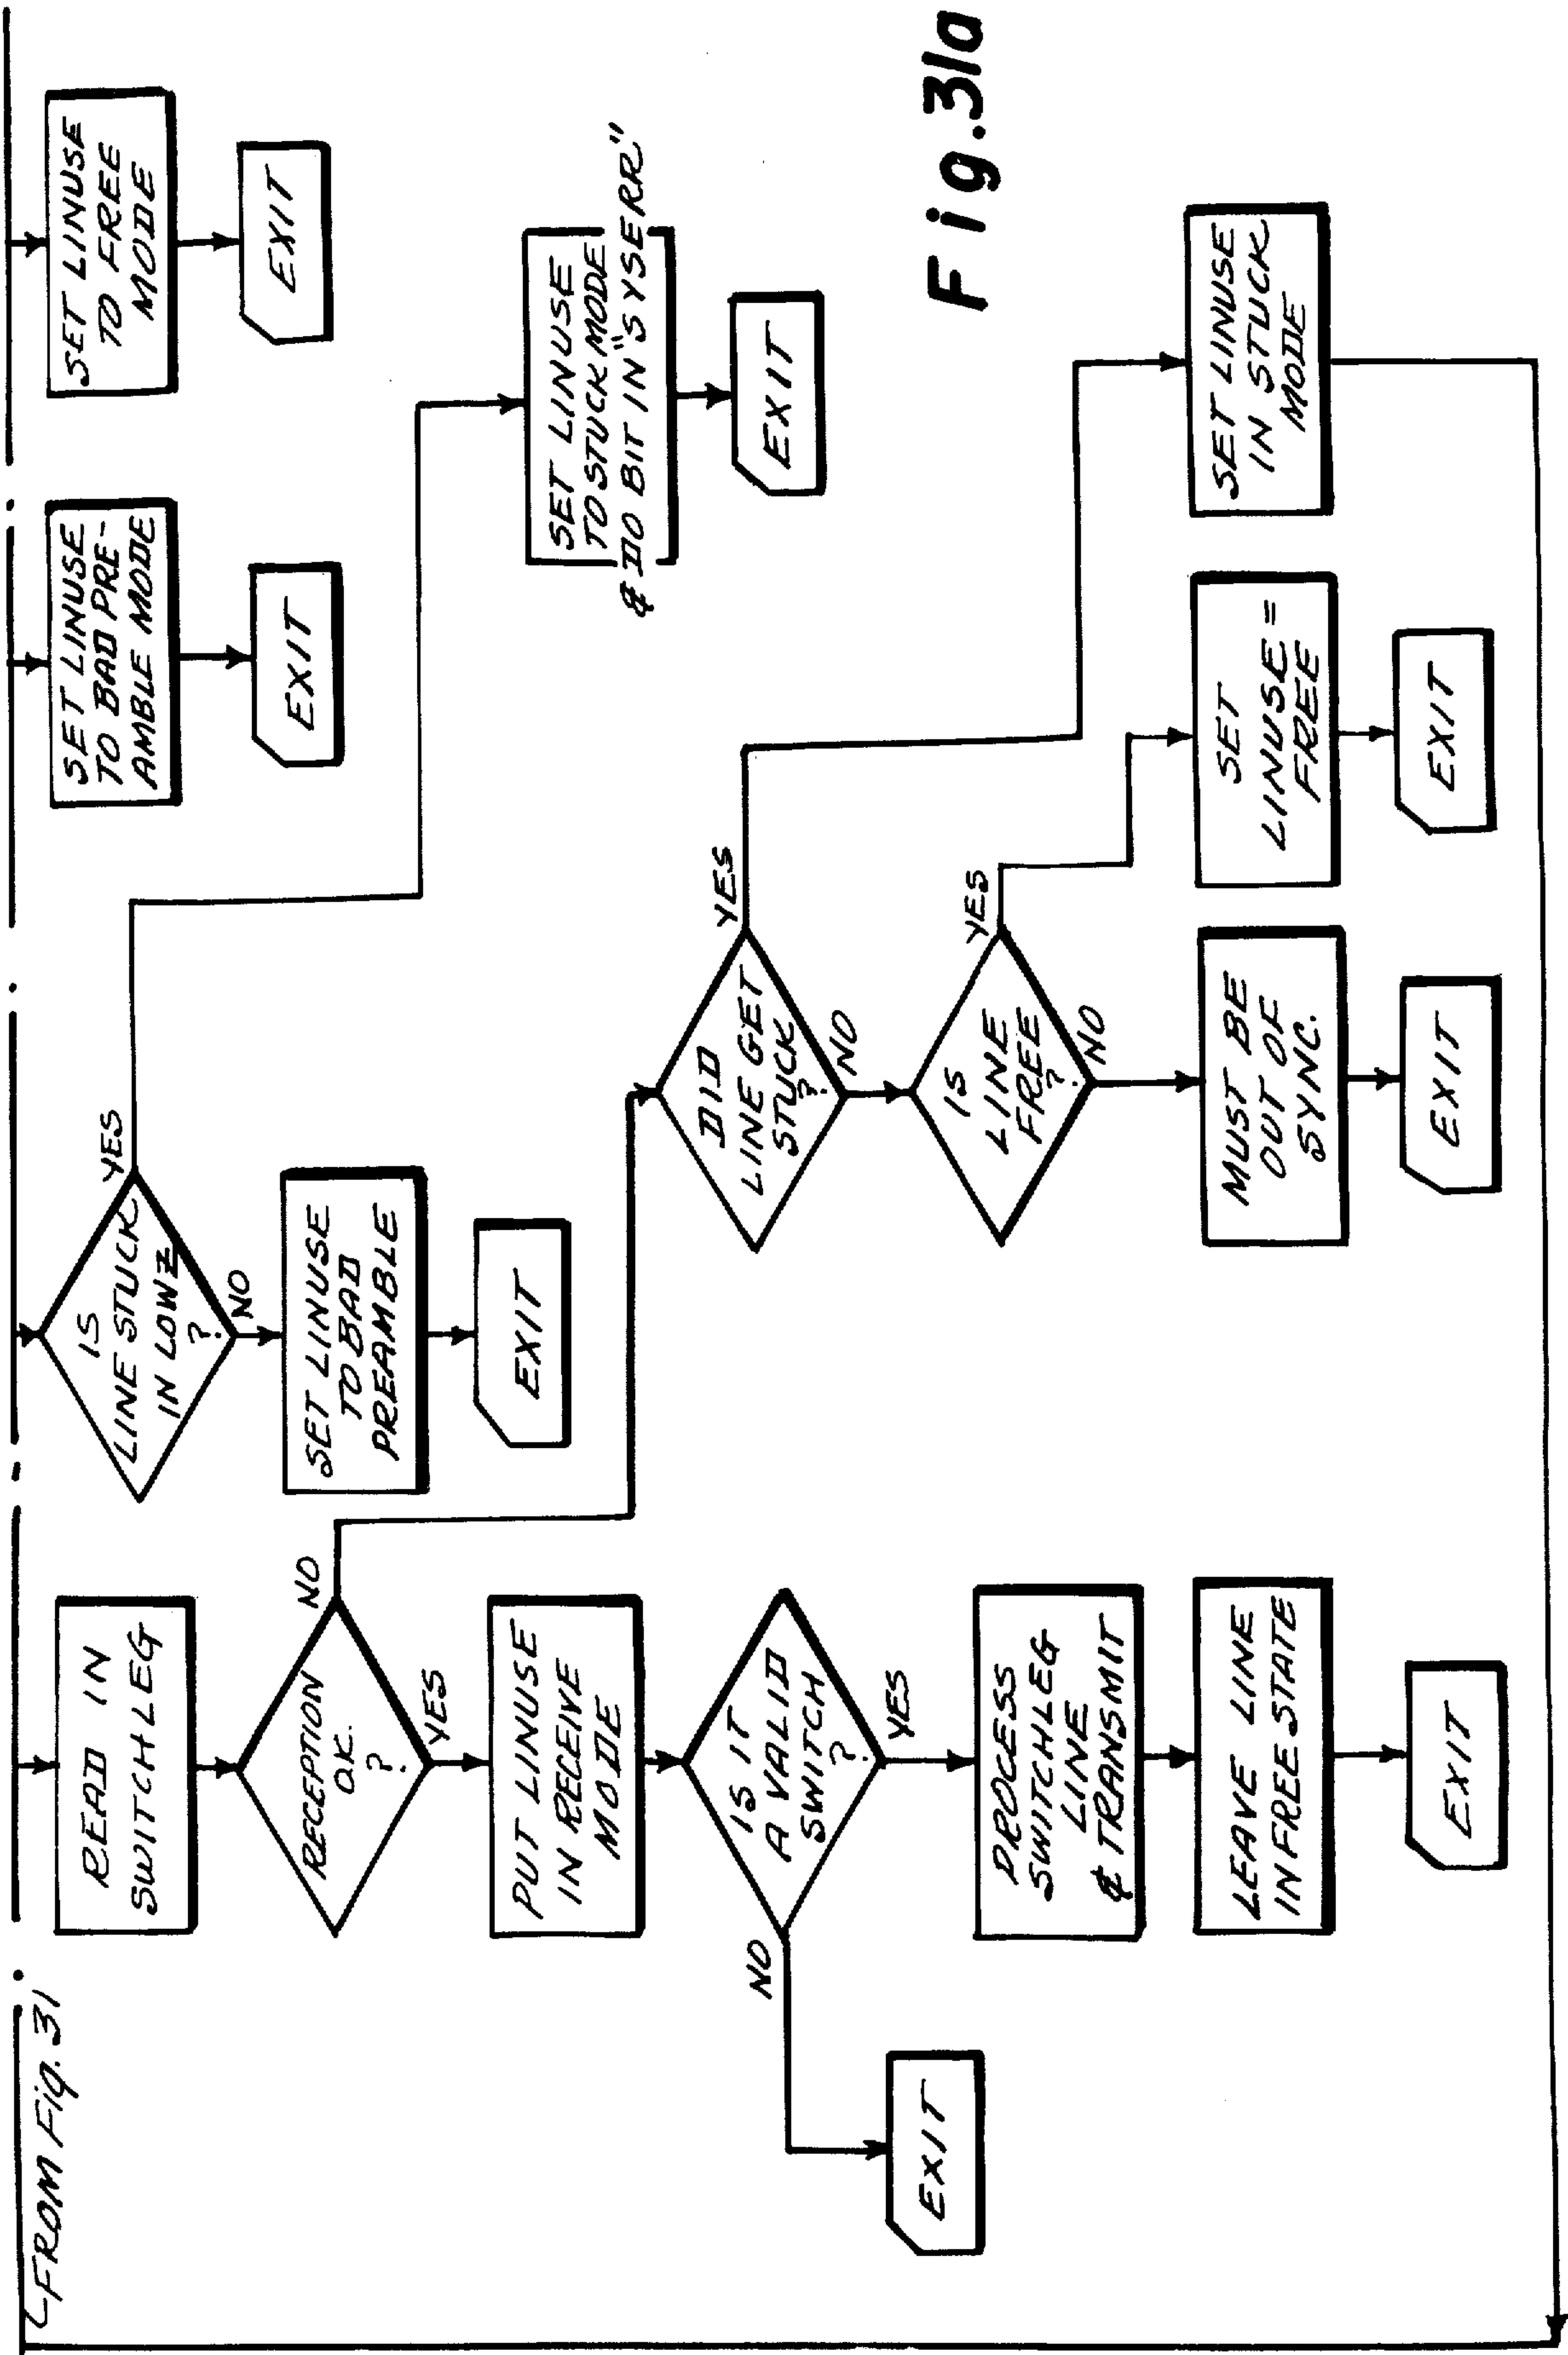 FROM Fig. 31
READ IN
SWITCHLEG
RECEPTION
O.K.
?
NO
YES
PUT LINUSE
IN RECEIVE
MODE
IS IT
A VALID
SWITCH
?
NO
YES
EXIT
PROCESS
SWITCHLEG
LINE
& TRANSMIT
LEAVE LINE
IN FREE STATE
EXIT
IS
LINE STUCK
IN LOW Z
?
YES
NO
SET LINUSE
TO BAD
PREAMBLE
EXIT
SET LINUSE
TO BAD PRE-
AMBLE MODE
EXIT
SET LINUSE
TO FREE
MODE
EXIT
SET LINUSE
TO STUCK MODE
& DO BIT IN "SYSERR"
EXIT
DID
LINE GET
STUCK
?
YES
NO
IS
LINE
FREE
?
YES
NO
MUST BE
OUT OF
SYNC.
EXIT
SET
LINUSE =
FREE
EXIT
SET LINUSE
IN STUCK
MODE
Fig. 31a